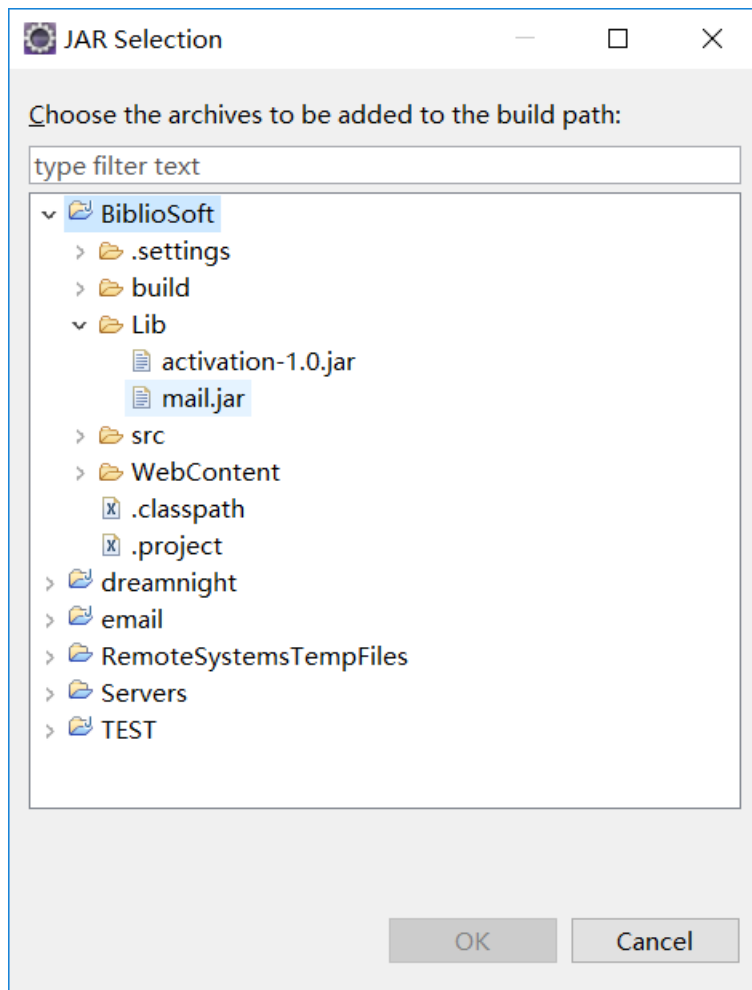 JAR Selection
Choose the archives to be added to the build path:
type filter text
BiblioSoft
.settings
build
Lib
activation-1.0.jar
mail.jar
src
WebContent
.classpath
.project
dreamnight
email
RemoteSystemsTempFiles
Servers
TEST
OK Cancel